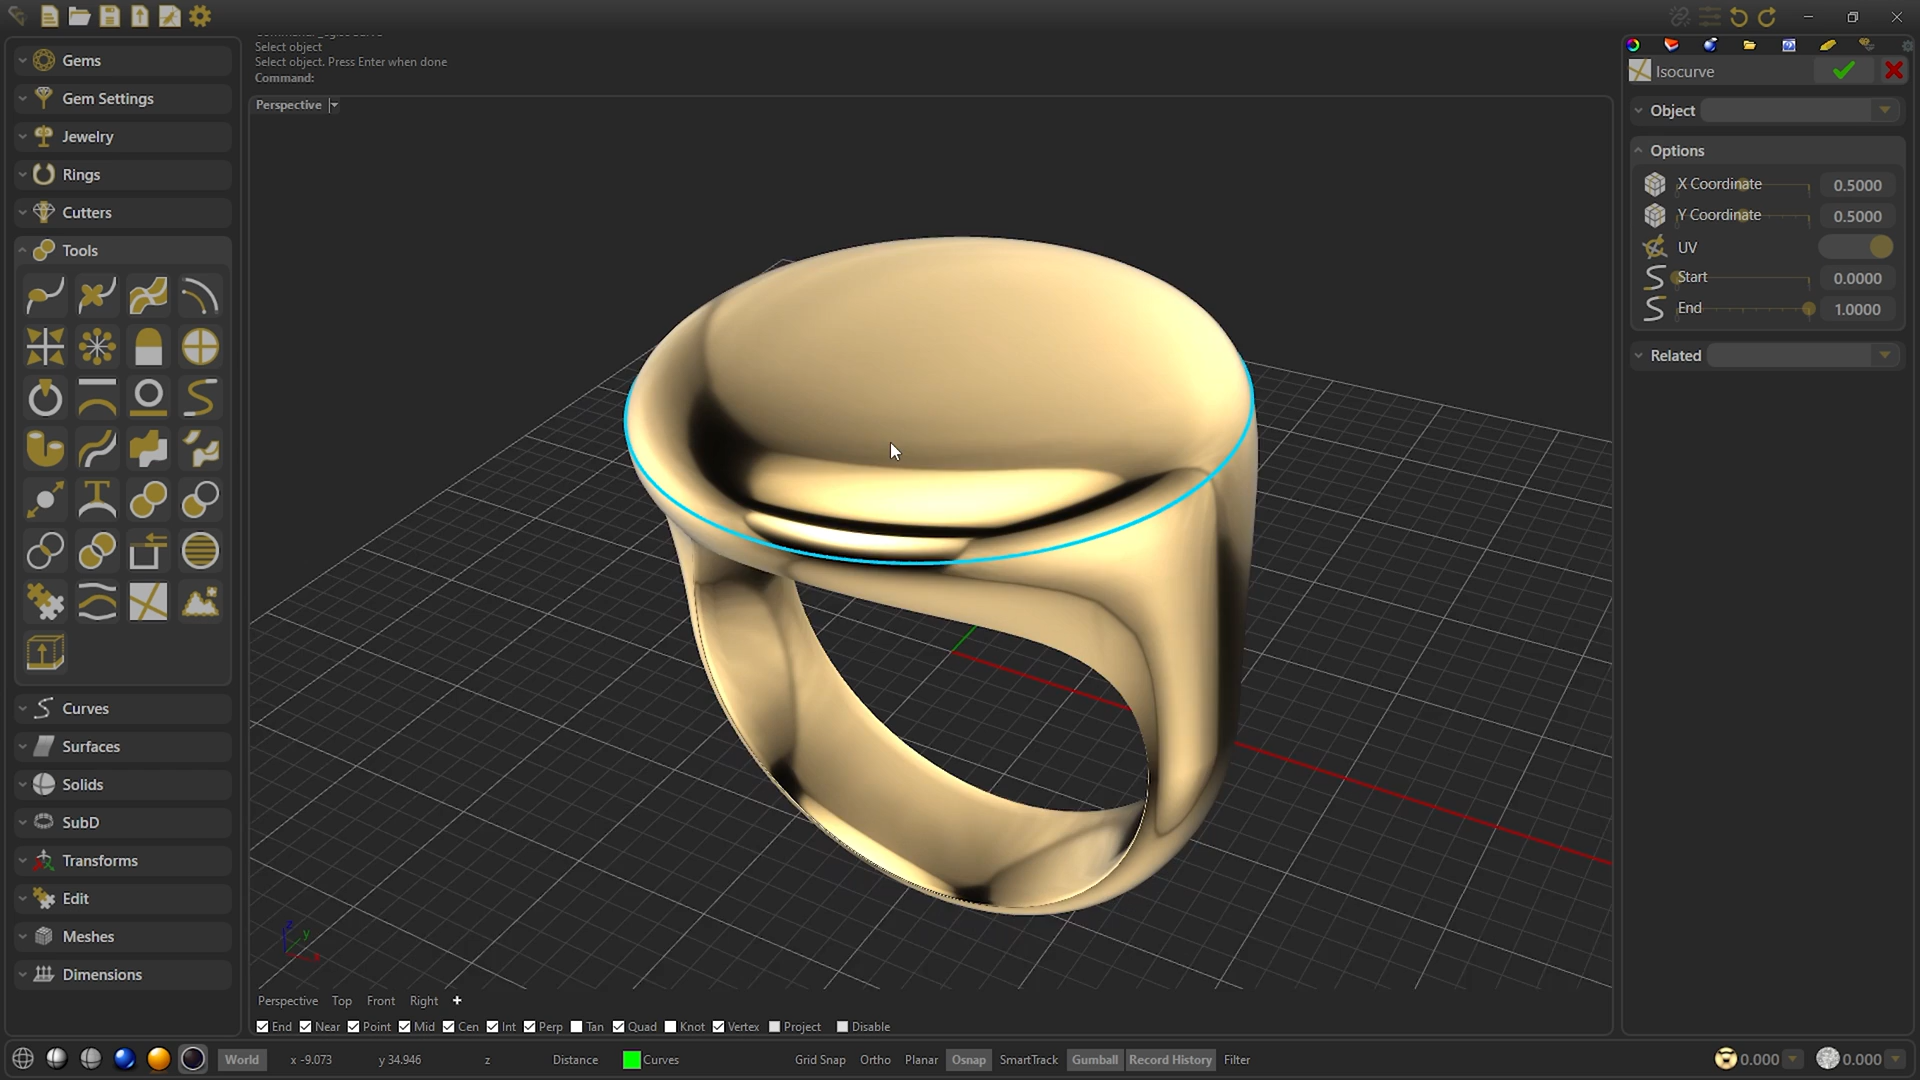 Select object
Select object. Press Enter when done
Command:
Perspective
Gems
Gem Settings
Jewelry
Rings
Cutters
Tools
Curves
Surfaces
Solids
SubD
Transforms
Edit
Meshes
Dimensions
Isocurve
Object
Options
X Coordinate 0.5000
Y Coordinate 0.5000
UV
Start 0.0000
End 1.0000
Related
z y x
Perspective Top Front Right +
End Near Point Mid Cen Int Perp Tan Quad Knot Vertex Project Disable
World x -9.073 y 34.946 z Distance Curves Grid Snap Ortho Planar Osnap SmartTrack Gumball Record History Filter 0.000 0.000